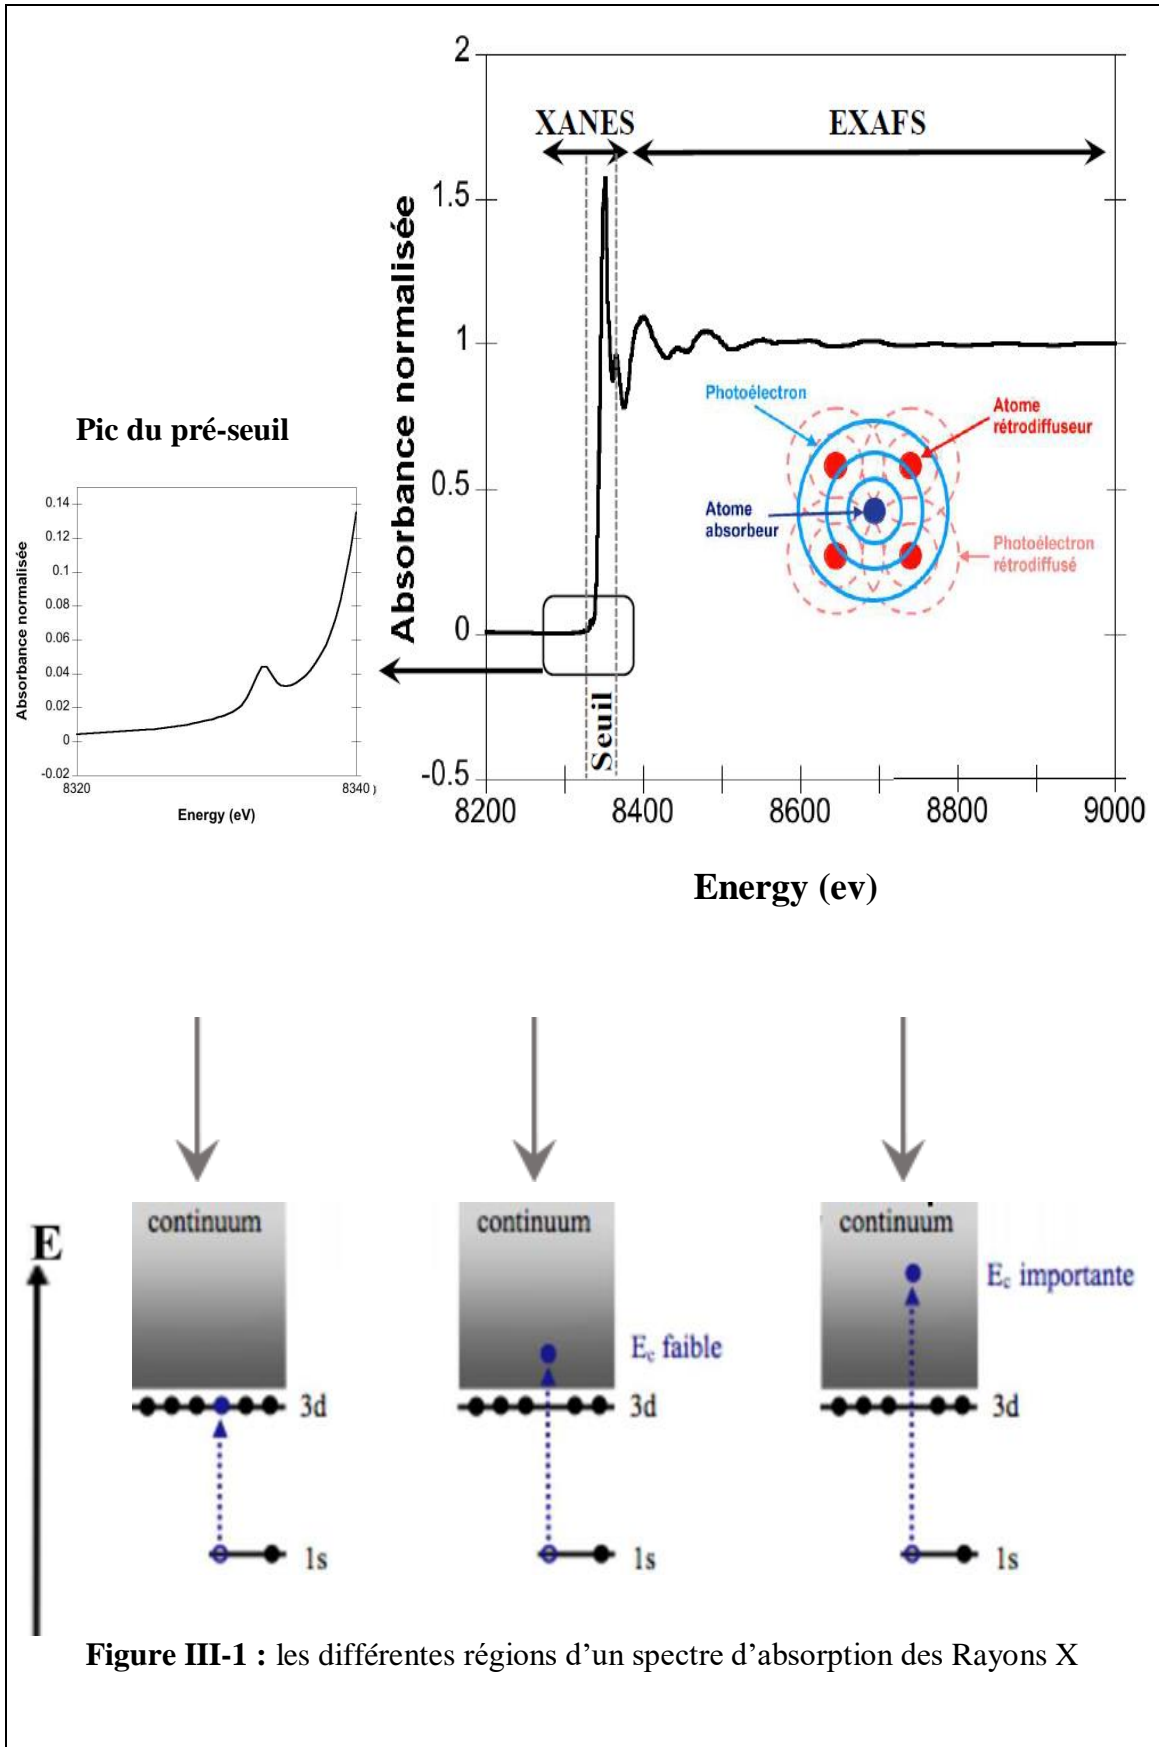 2
XANES
EXAFS
1.5
Absorbance normalisée
1
Photoélectron
Atome
rétrodiffuseur
Pic du pré-seuil
0.5
Atome
absorbeur
Photoélectron
rétrodiffusé
0.14
0.12
0.1
0.08
0.06
0.04
0.02
0
-0.02
Absorbance normalisée
8320
8340 )
Energy (eV)
0
Seuil
-0.5
8200
8400
8600
8800
9000
Energy (ev)
E
continuum
continuum
continuum
Ec importante
Ec faible
3d
3d
3d
1s
1s
1s
Figure III-1 : les différentes régions d’un spectre d’absorption des Rayons X